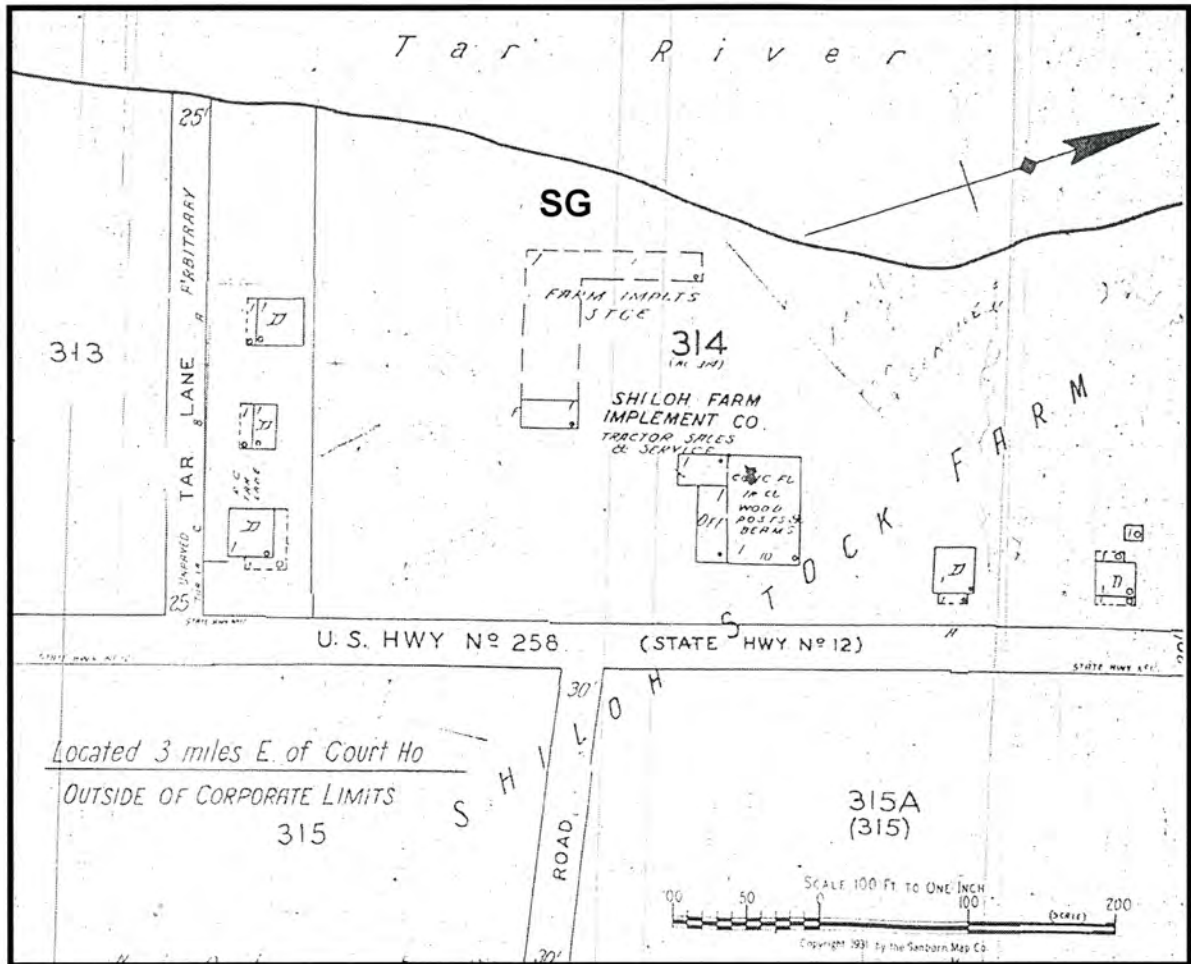 Tar River
25'
SG
ARBITRARY
FARM IMPLTS
STGE
313
314
D
SHILOH FARM
IMPLEMENT CO.
TRACTOR SALES
& SERVICE
TAR LANE
D
CONC FL
WOOD
POSTS &
BEAMS
OFF
D
UNPAVED
25
D
D
10
U.S. HWY Nº 258 (STATE HWY Nº 12)
SHILOH STOCK FARM
30'
ROAD
30'
Located 3 miles E. of Court Ho
OUTSIDE OF CORPORATE LIMITS
315
315A
(315)
SCALE 100 FT. TO ONE INCH
50 0 100 200
(SCALE)
Copyright 1931 by the Sanborn Map Co.